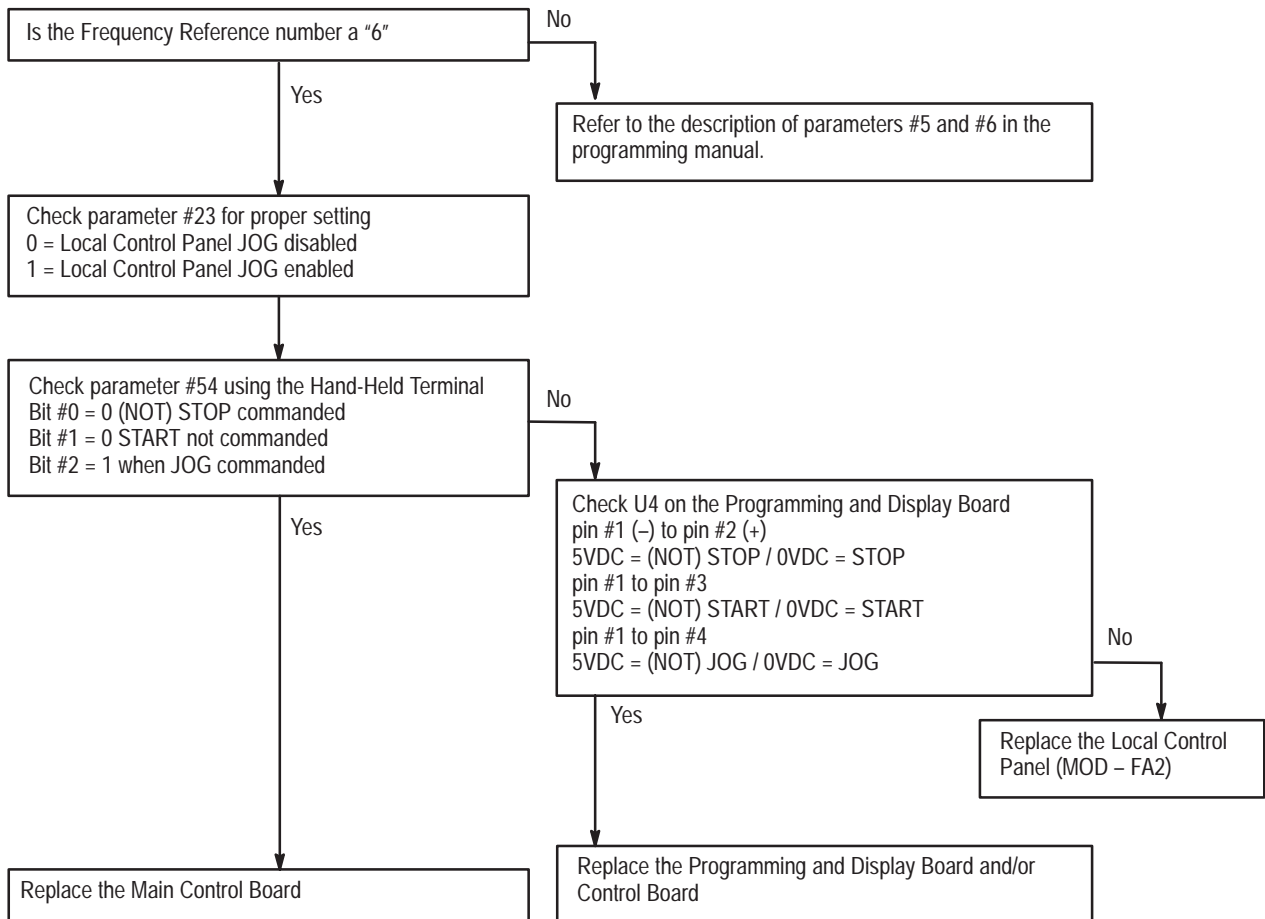 Is the Frequency Reference number a “6”
No
Yes
Refer to the description of parameters #5 and #6 in the
programming manual.
Check parameter #23 for proper setting
0 = Local Control Panel JOG disabled
1 = Local Control Panel JOG enabled
Check parameter #54 using the Hand-Held Terminal
Bit #0 = 0 (NOT) STOP commanded
Bit #1 = 0 START not commanded
Bit #2 = 1 when JOG commanded
No
Yes
Check U4 on the Programming and Display Board
pin #1 (–) to pin #2 (+)
5VDC = (NOT) STOP / 0VDC = STOP
pin #1 to pin #3
5VDC = (NOT) START / 0VDC = START
pin #1 to pin #4
5VDC = (NOT) JOG / 0VDC = JOG
No
Yes
Replace the Local Control
Panel (MOD – FA2)
Replace the Main Control Board
Replace the Programming and Display Board and/or
Control Board